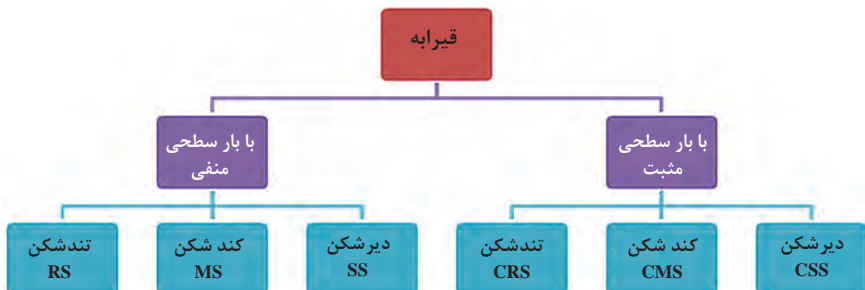 قیرابه
با بار سطحی
مثبت
با بار سطحی
منفی
دیرشکن
CSS
کند شکن
CMS
تندشکن
CRS
دیرشکن
SS
کند شکن
MS
تندشکن
RS